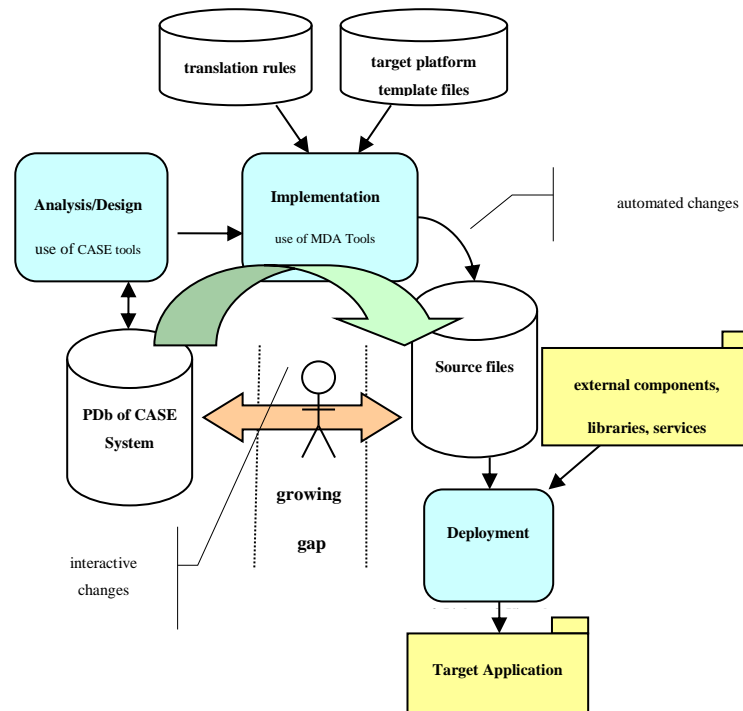 translation rules
target platform
template files
Analysis/Design
use of CASE tools
Implementation
use of MDA Tools
automated changes
PDb of CASE
System
Source files
external components,
libraries, services
growing
gap
interactive
changes
Deployment
Target Application